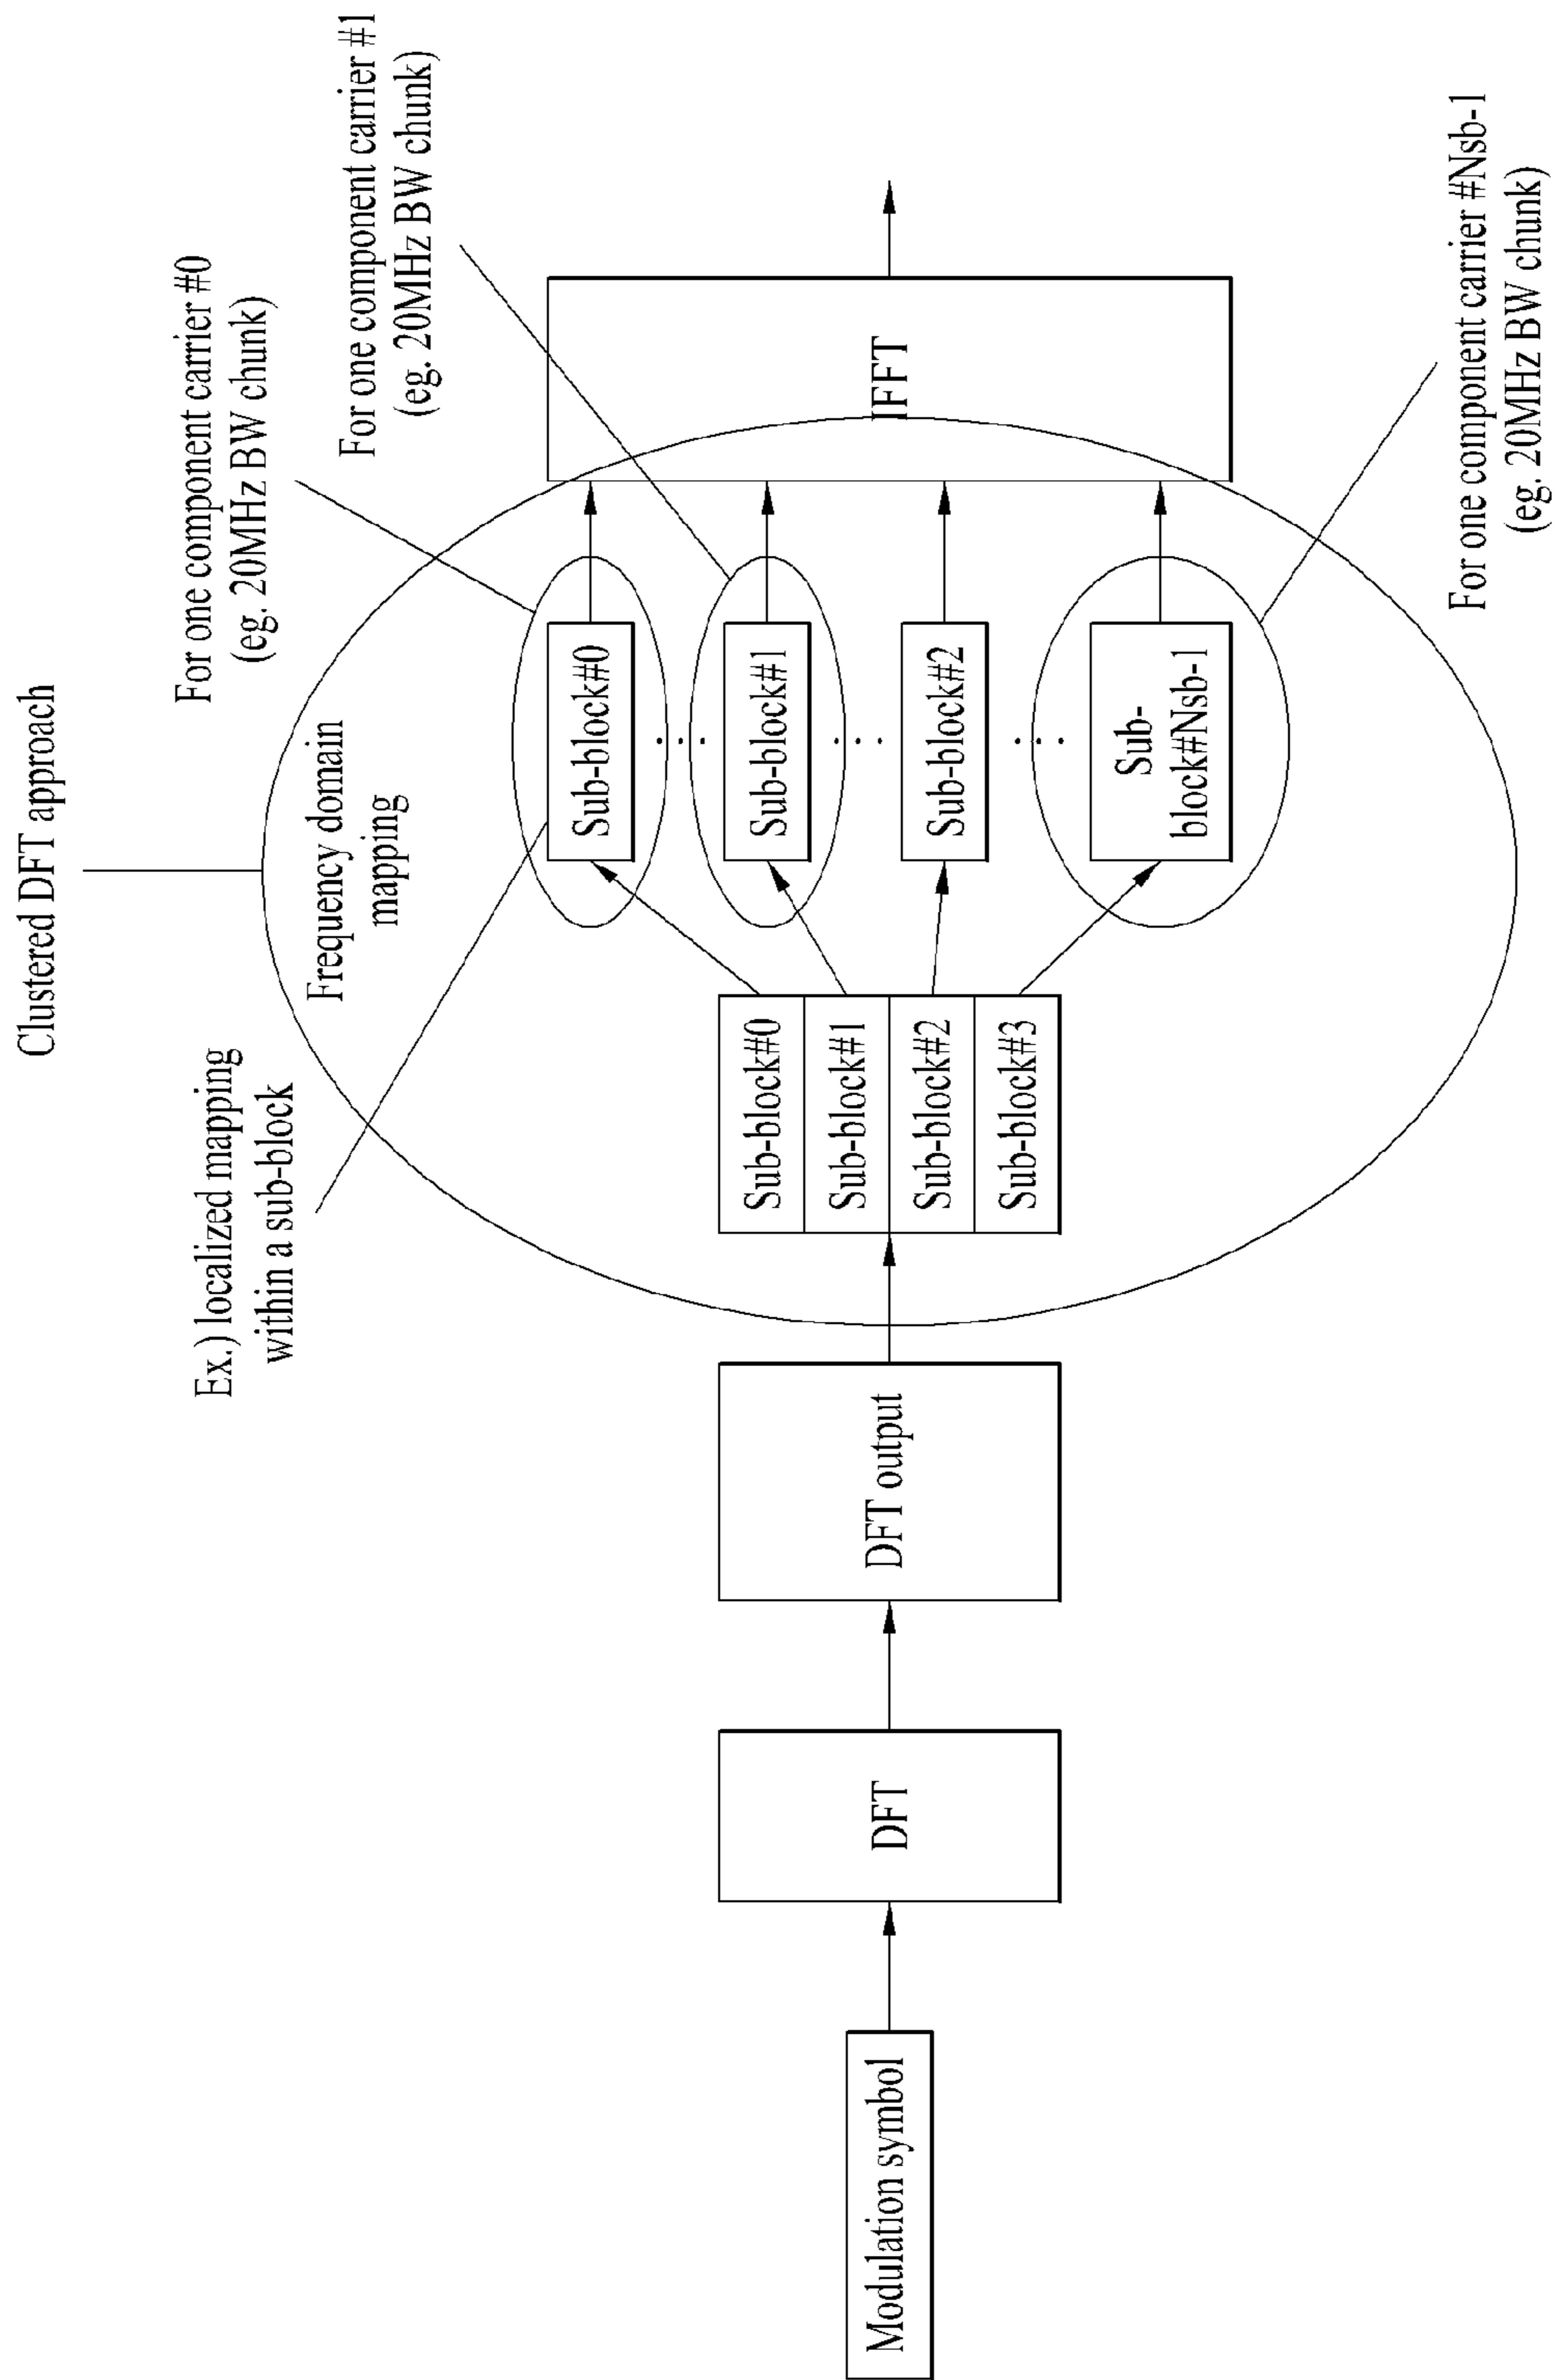 Clustered DFT approach
For one component carrier #0
(eg. 20MHz BW chunk)
For one component carrier #1
(eg. 20MHz BW chunk)
Ex.) localized mapping
within a sub-block
Frequency domain
mapping
Modulation symbol
DFT
DFT output
Sub-block#0
Sub-block#1
Sub-block#2
Sub-block#3
Sub-block#0
Sub-block#1
Sub-block#2
Sub-
block#Nsb-1
IFFT
For one component carrier #Nsb-1
(eg. 20MHz BW chunk)